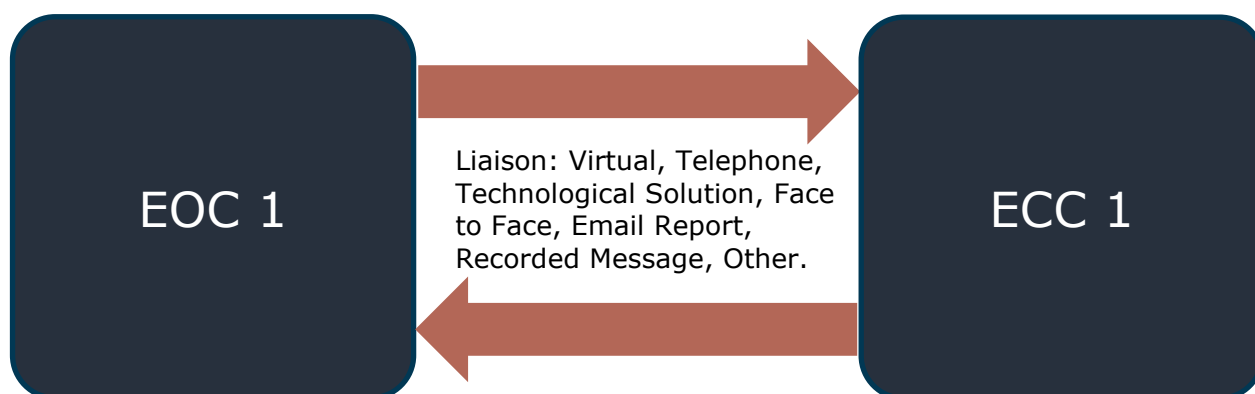 EOC 1
Liaison: Virtual, Telephone,
Technological Solution, Face
to Face, Email Report,
Recorded Message, Other.
ECC 1